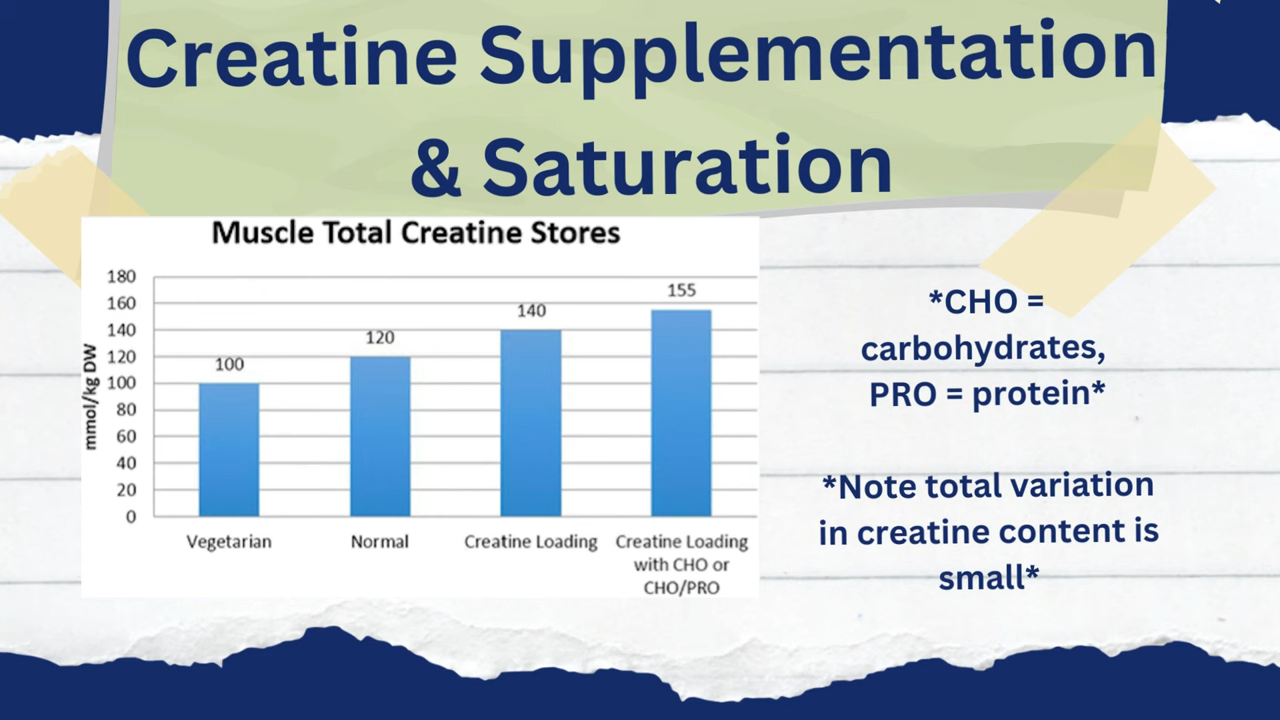 Creatine Supplementation
& Saturation
Muscle Total Creatine Stores
mmol/kg DW
180
160
140
120
100
80
60
40
20
0
100
120
140
155
Vegetarian
Normal
Creatine Loading
Creatine Loading
with CHO or
CHO/PRO
*CHO =
carbohydrates,
PRO = protein*
*Note total variation
in creatine content is
small*